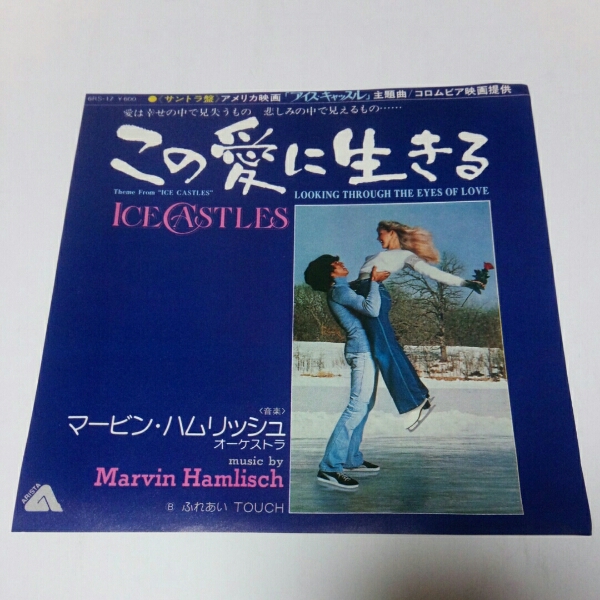 6RS-17 ¥600 ●〈サントラ盤〉アメリカ映画「アイス・キャッスル」主題曲/コロムビア映画提供
愛は幸せの中で見失うもの 悲しみの中で見えるもの……
この愛に生きる
Theme From "ICE CASTLES"
LOOKING THROUGH THE EYES OF LOVE
ICE CASTLES
〈音楽〉
マービン・ハムリッシュ
オーケストラ
music by
Marvin Hamlisch
ARISTA
B ふれあい TOUCH